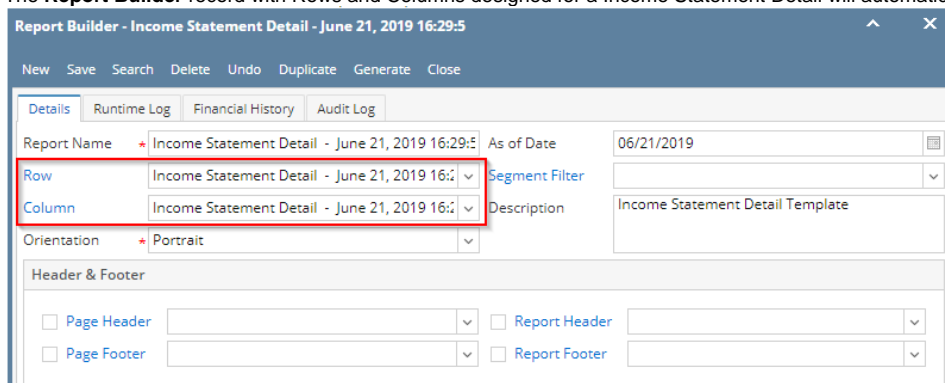 The Report Builder record with Rows and Columns designed for a Income Statement Detail will automatic
Report Builder - Income Statement Detail - June 21, 2019 16:29:5
New Save Search Delete Undo Duplicate Generate Close
Details Runtime Log Financial History Audit Log
Report Name * Income Statement Detail - June 21, 2019 16:29:5 As of Date 06/21/2019
Row Income Statement Detail - June 21, 2019 16:2 Segment Filter
Column Income Statement Detail - June 21, 2019 16:2 Description Income Statement Detail Template
Orientation * Portrait
Header & Footer
Page Header Report Header
Page Footer Report Footer